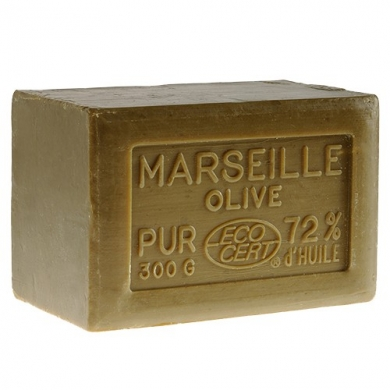 MARSEILLE
OLIVE
PUR ECO CERT® 72%
300 G d'HUILE